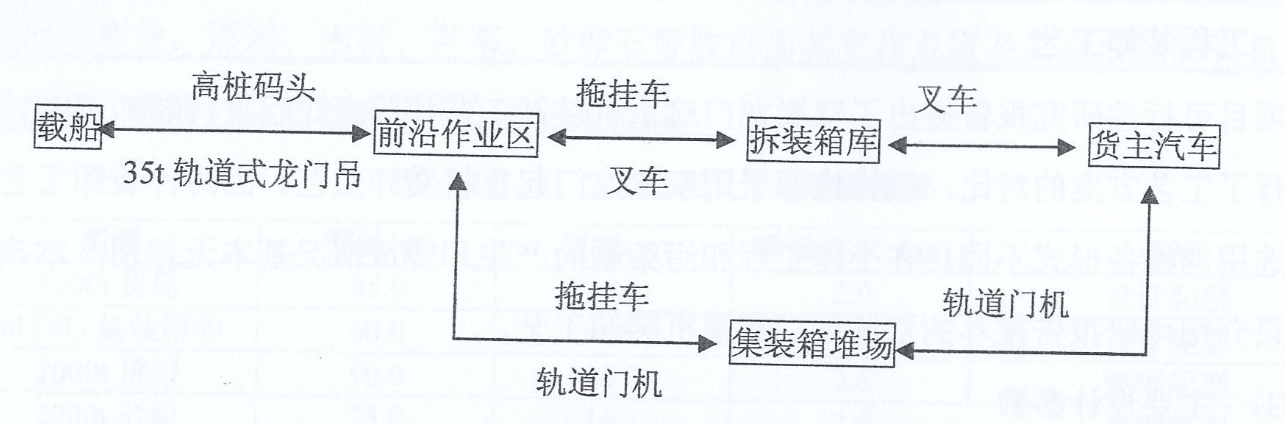 高桩码头
拖挂车
叉车
载船
前沿作业区
拆装箱库
货主汽车
35t 轨道式龙门吊
叉车
拖挂车
轨道门机
集装箱堆场
轨道门机